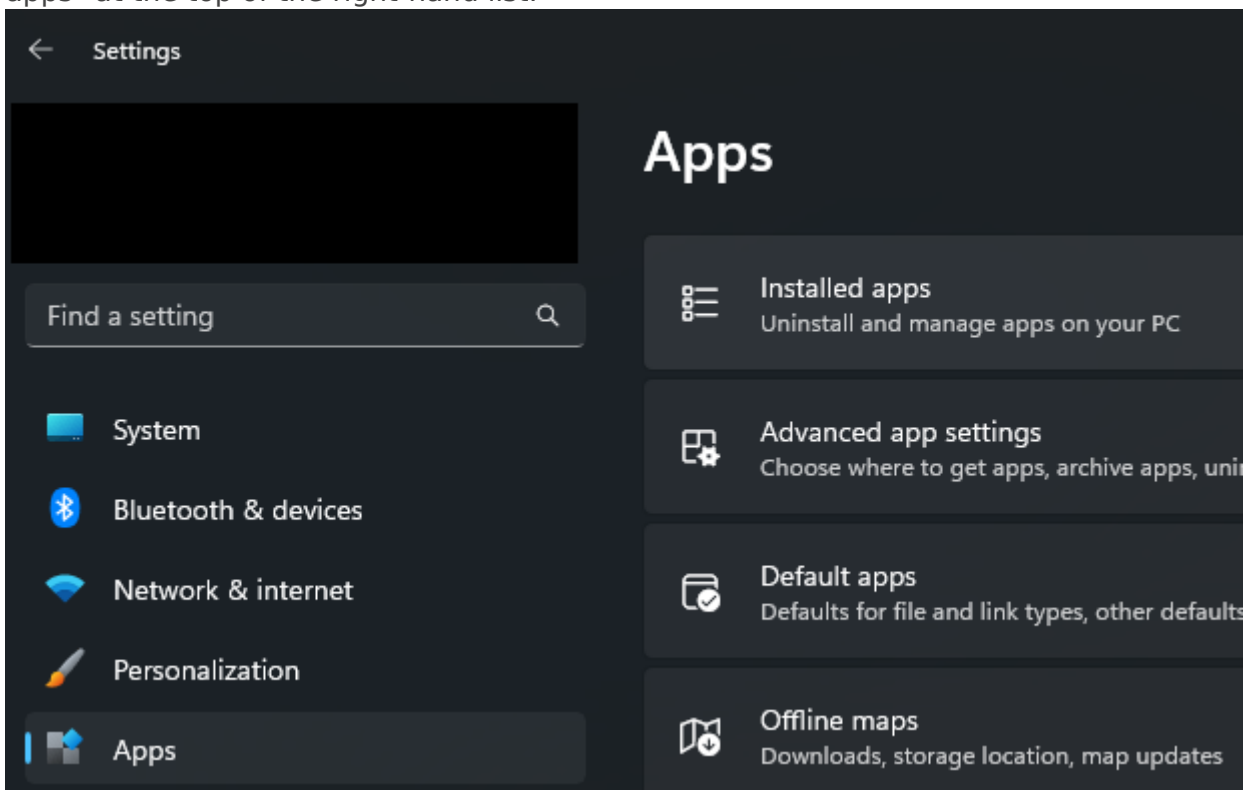 Settings
Apps
Find a setting
System
Bluetooth & devices
Network & internet
Personalization
Apps
Installed apps
Uninstall and manage apps on your PC
Advanced app settings
Choose where to get apps, archive apps,
Default apps
Defaults for file and link types, other defaults
Offline maps
Downloads, storage location, map updates